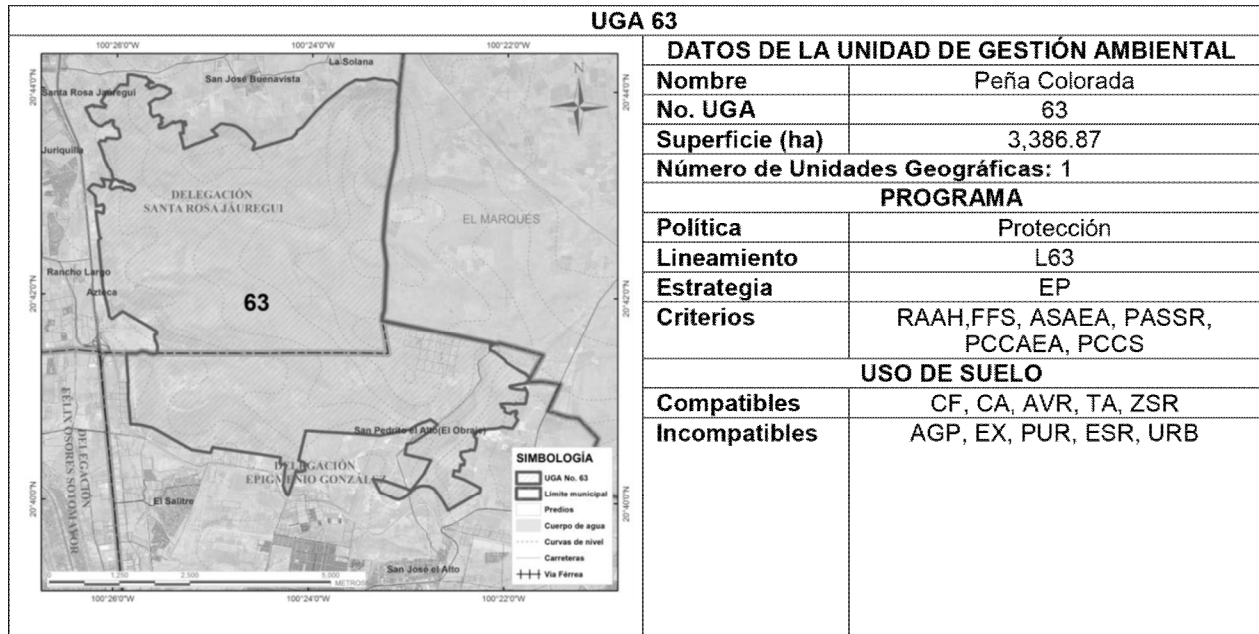 UGA 63
100°26'0"W 100°24'0"W 100°22'0"W
La Solana
San José Buenavista
N
20°44'0"N
20°44'0"N
Santa Rosa Jáuregui
Juriquilla
DELEGACIÓN
SANTA ROSA JÁUREGUI
EL MARQUÉS
Rancho Largo
Azteca
63
20°42'0"N
20°42'0"N
San Pedrito el Alto(El Obraje)
DELEGACIÓN
EPIGMENIO GONZÁLEZ
DELEGACIÓN
FÉLIX OSORES SOTOMAYOR
El Salitre
San José el Alto
20°40'0"N
20°40'0"N
SIMBOLOGÍA
UGA No. 63
Límite municipal
Predios
Cuerpo de agua
Curvas de nivel
Carreteras
Vía Férrea
0 1,250 2,500 5,000
METROS
100°26'0"W 100°24'0"W 100°22'0"W
DATOS DE LA UNIDAD DE GESTIÓN AMBIENTAL
Nombre Peña Colorada
No. UGA 63
Superficie (ha) 3,386.87
Número de Unidades Geográficas: 1
PROGRAMA
Política Protección
Lineamiento L63
Estrategia EP
Criterios RAAH,FFS, ASAEA, PASSR,
PCCAEA, PCCS
USO DE SUELO
Compatibles CF, CA, AVR, TA, ZSR
Incompatibles AGP, EX, PUR, ESR, URB